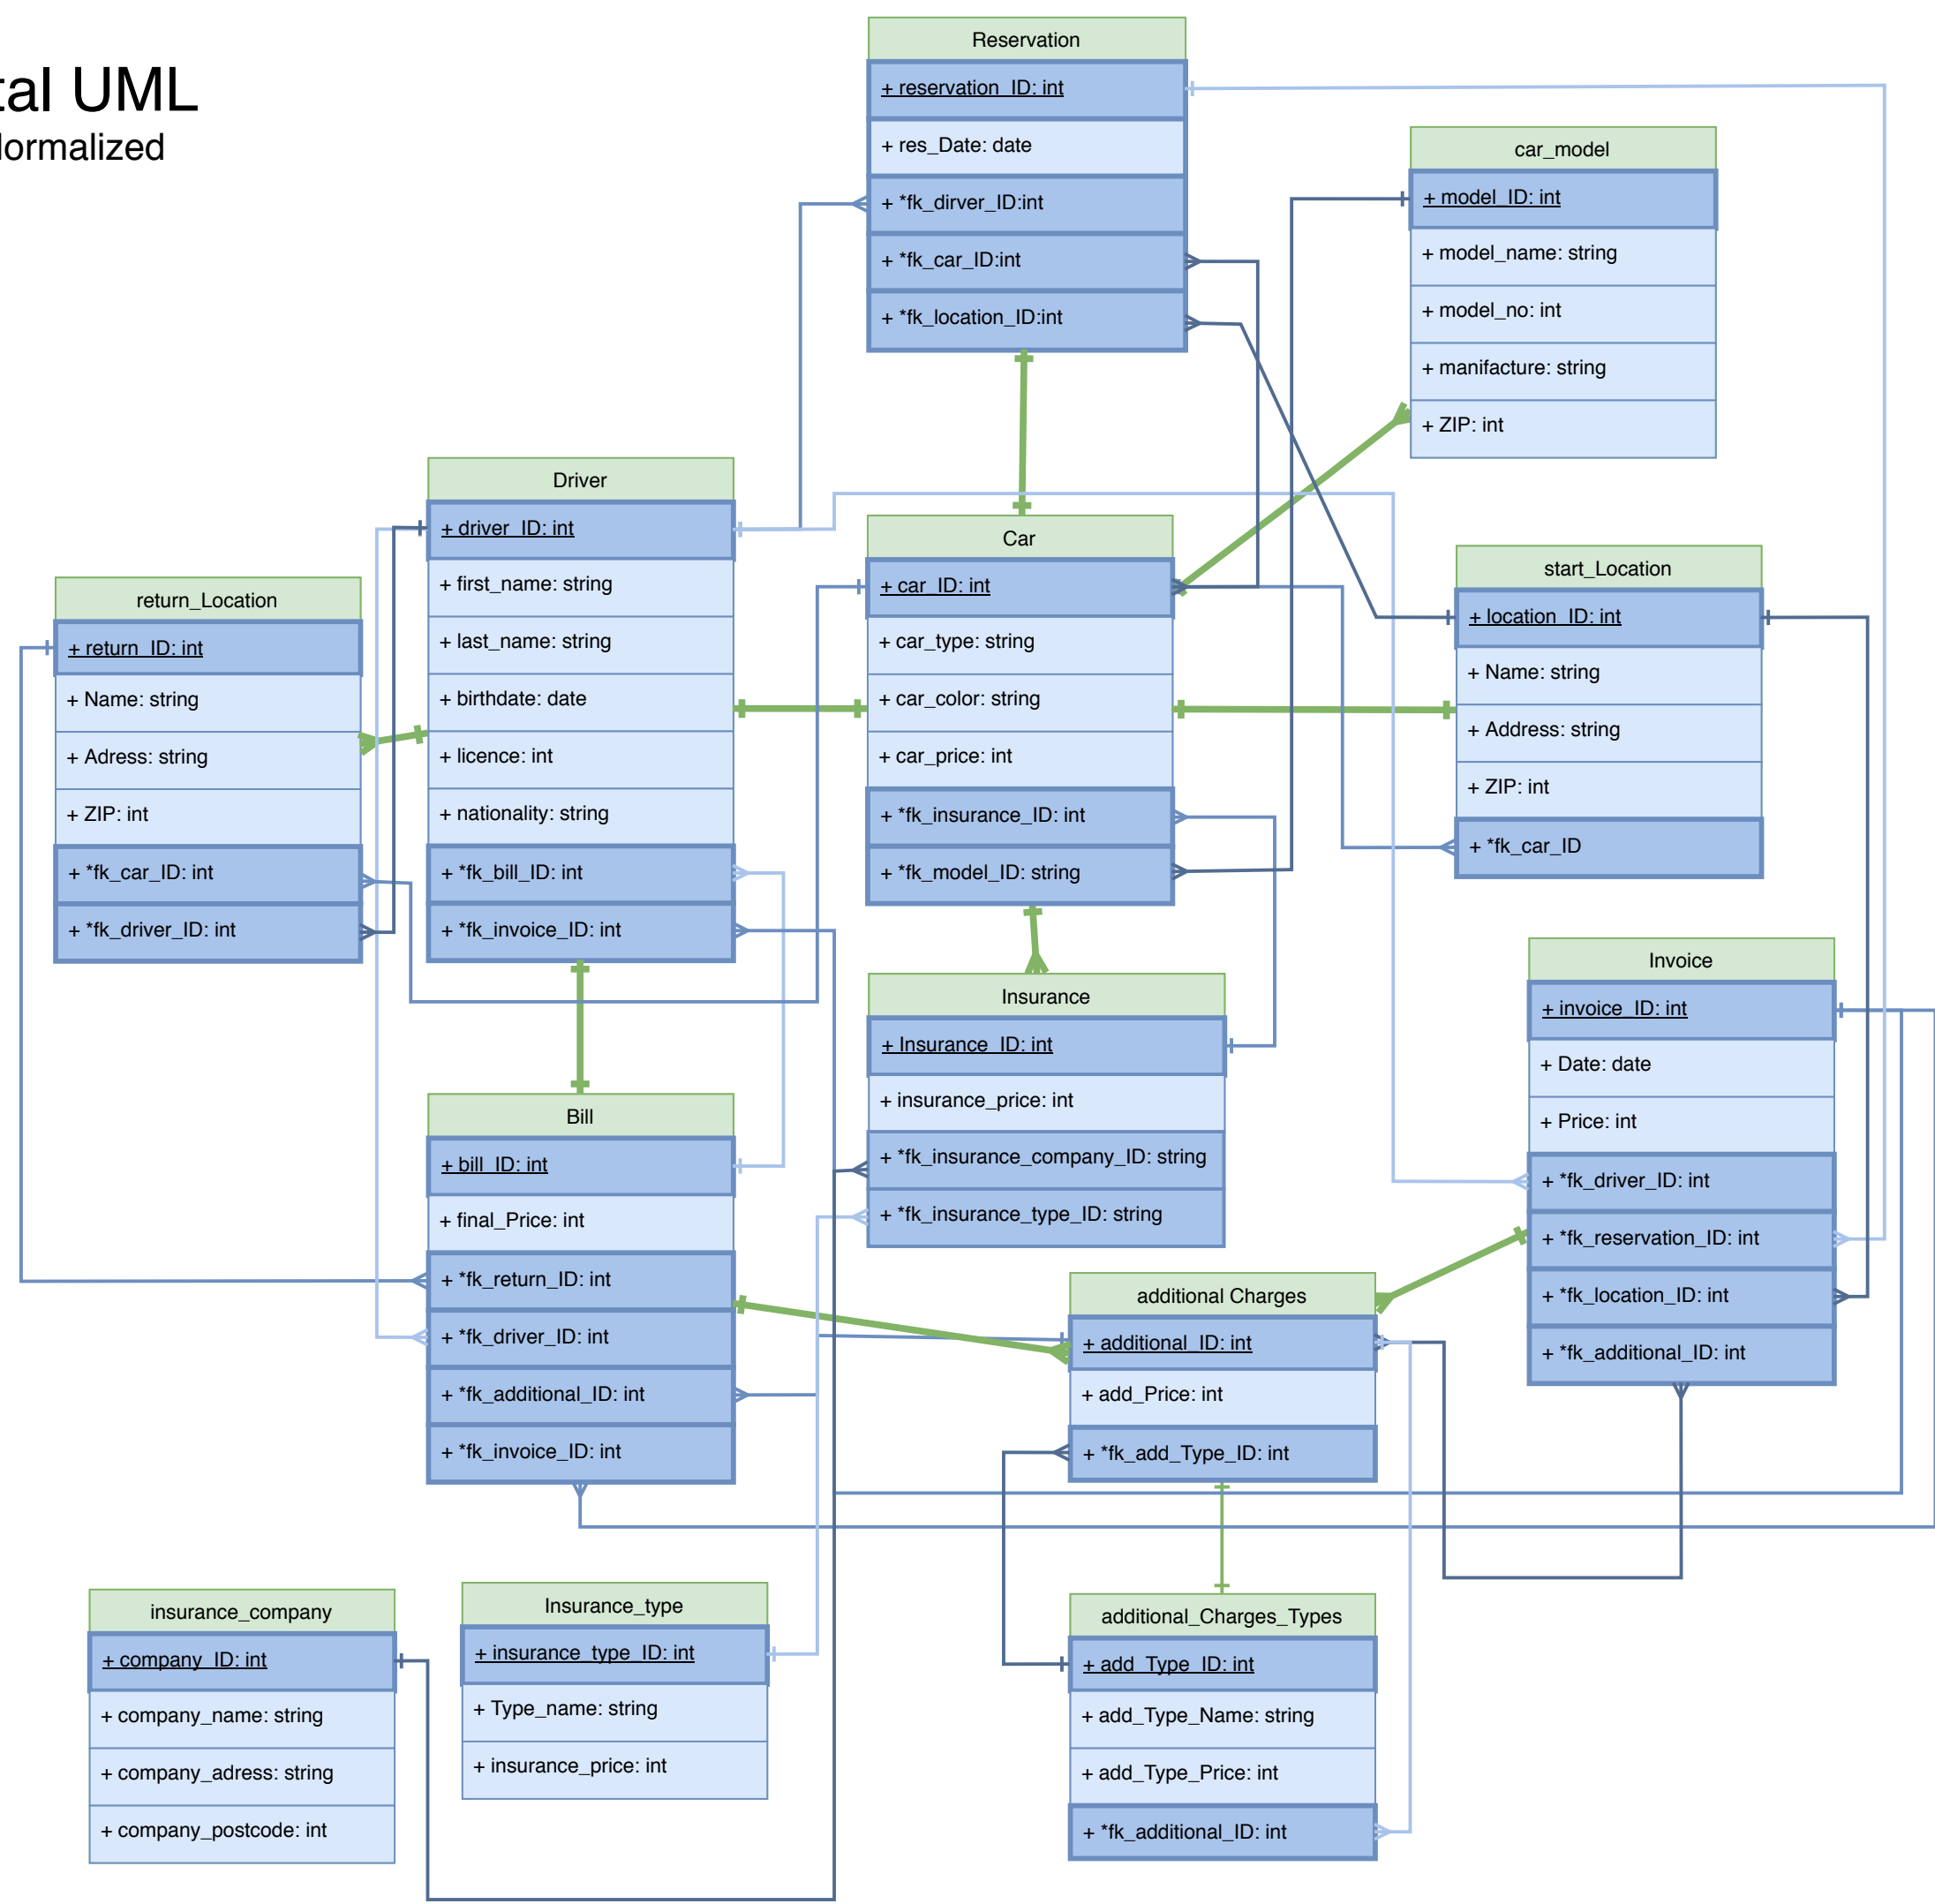 tal UML
Normalized
Reservation
+ reservation_ID: int
+ res_Date: date
+ *fk_dirver_ID:int
+ *fk_car_ID:int
+ *fk_location_ID:int
car_model
+ model_ID: int
+ model_name: string
+ model_no: int
+ manifacture: string
+ ZIP: int
Driver
+ driver_ID: int
+ first_name: string
+ last_name: string
+ birthdate: date
+ licence: int
+ nationality: string
+ *fk_bill_ID: int
+ *fk_invoice_ID: int
Car
+ car_ID: int
+ car_type: string
+ car_color: string
+ car_price: int
+ *fk_insurance_ID: int
+ *fk_model_ID: string
start_Location
+ location_ID: int
+ Name: string
+ Address: string
+ ZIP: int
+ *fk_car_ID
return_Location
+ return_ID: int
+ Name: string
+ Adress: string
+ ZIP: int
+ *fk_car_ID: int
+ *fk_driver_ID: int
Insurance
+ Insurance_ID: int
+ insurance_price: int
+ *fk_insurance_company_ID: string
+ *fk_insurance_type_ID: string
Invoice
+ invoice_ID: int
+ Date: date
+ Price: int
+ *fk_driver_ID: int
+ *fk_reservation_ID: int
+ *fk_location_ID: int
+ *fk_additional_ID: int
Bill
+ bill_ID: int
+ final_Price: int
+ *fk_return_ID: int
+ *fk_driver_ID: int
+ *fk_additional_ID: int
+ *fk_invoice_ID: int
additional Charges
+ additional_ID: int
+ add_Price: int
+ *fk_add_Type_ID: int
insurance_company
+ company_ID: int
+ company_name: string
+ company_adress: string
+ company_postcode: int
Insurance_type
+ insurance_type_ID: int
+ Type_name: string
+ insurance_price: int
additional_Charges_Types
+ add_Type_ID: int
+ add_Type_Name: string
+ add_Type_Price: int
+ *fk_additional_ID: int